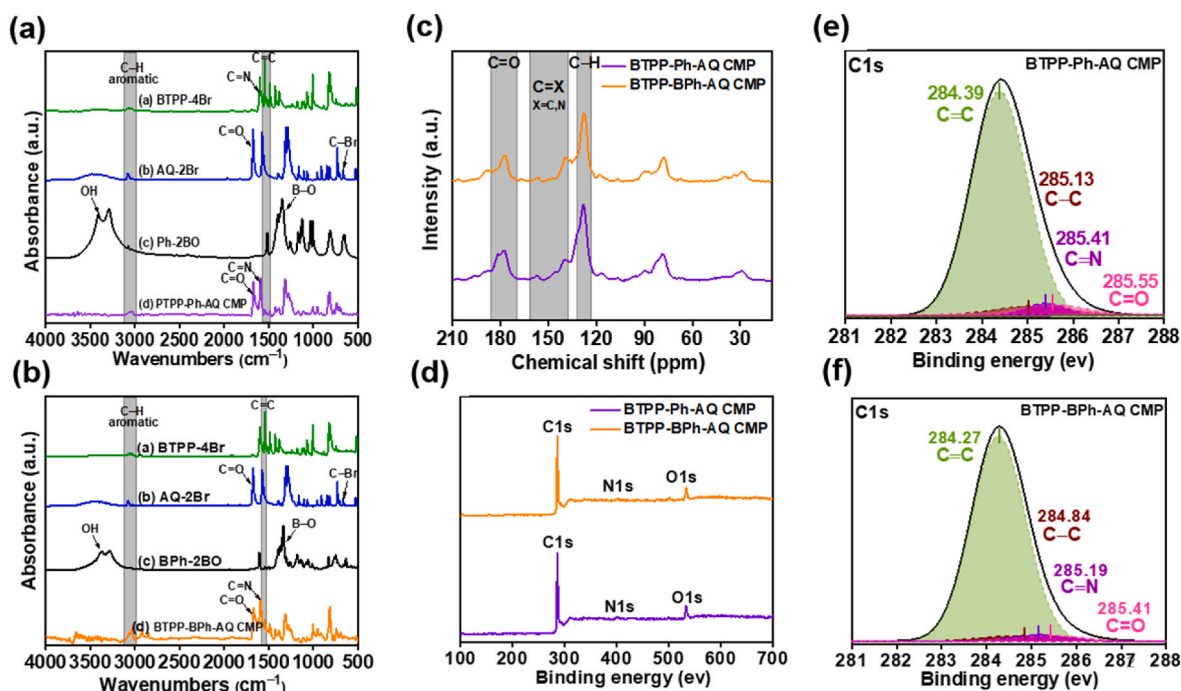 (a)
Absorbance (a.u.)
C=C
C–H
aromatic
C=N
(a) BTPP-4Br
C=O
C–Br
(b) AQ-2Br
OH
B–O
(c) Ph-2BO
C=N
C=O
(d) PTPP-Ph-AQ CMP
4000 3500 3000 2500 2000 1500 1000 500
Wavenumbers (cm⁻¹)
(b)
Absorbance (a.u.)
C=C
C–H
aromatic
(a) BTPP-4Br
C=O
C–Br
(b) AQ-2Br
OH
B–O
(c) BPh-2BO
C=N
C=O
(d) BTPP-BPh-AQ CMP
4000 3500 3000 2500 2000 1500 1000 500
Wavenumbers (cm⁻¹)
(c)
Intensity (a.u.)
C=O
C=X
X=C,N
C–H
BTPP-Ph-AQ CMP
BTPP-BPh-AQ CMP
210 180 150 120 90 60 30
Chemical shift (ppm)
(d)
BTPP-Ph-AQ CMP
BTPP-BPh-AQ CMP
C1s
N1s
O1s
C1s
N1s
O1s
100 200 300 400 500 600 700
Binding energy (ev)
(e)
C1s
BTPP-Ph-AQ CMP
284.39
C=C
285.13
C–C
285.41
C=N
285.55
C=O
281 282 283 284 285 286 287 288
Binding energy (ev)
(f)
C1s
BTPP-BPh-AQ CMP
284.27
C=C
284.84
C–C
285.19
C=N
285.41
C=O
281 282 283 284 285 286 287 288
Binding energy (ev)